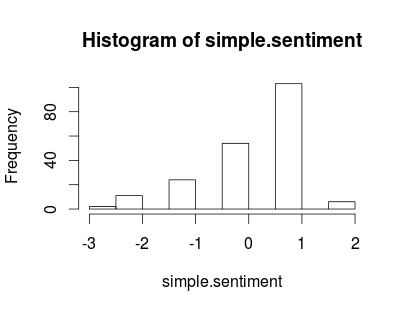 Histogram of simple.sentiment
Frequency
80
40
0
-3 -2 -1 0 1 2
simple.sentiment